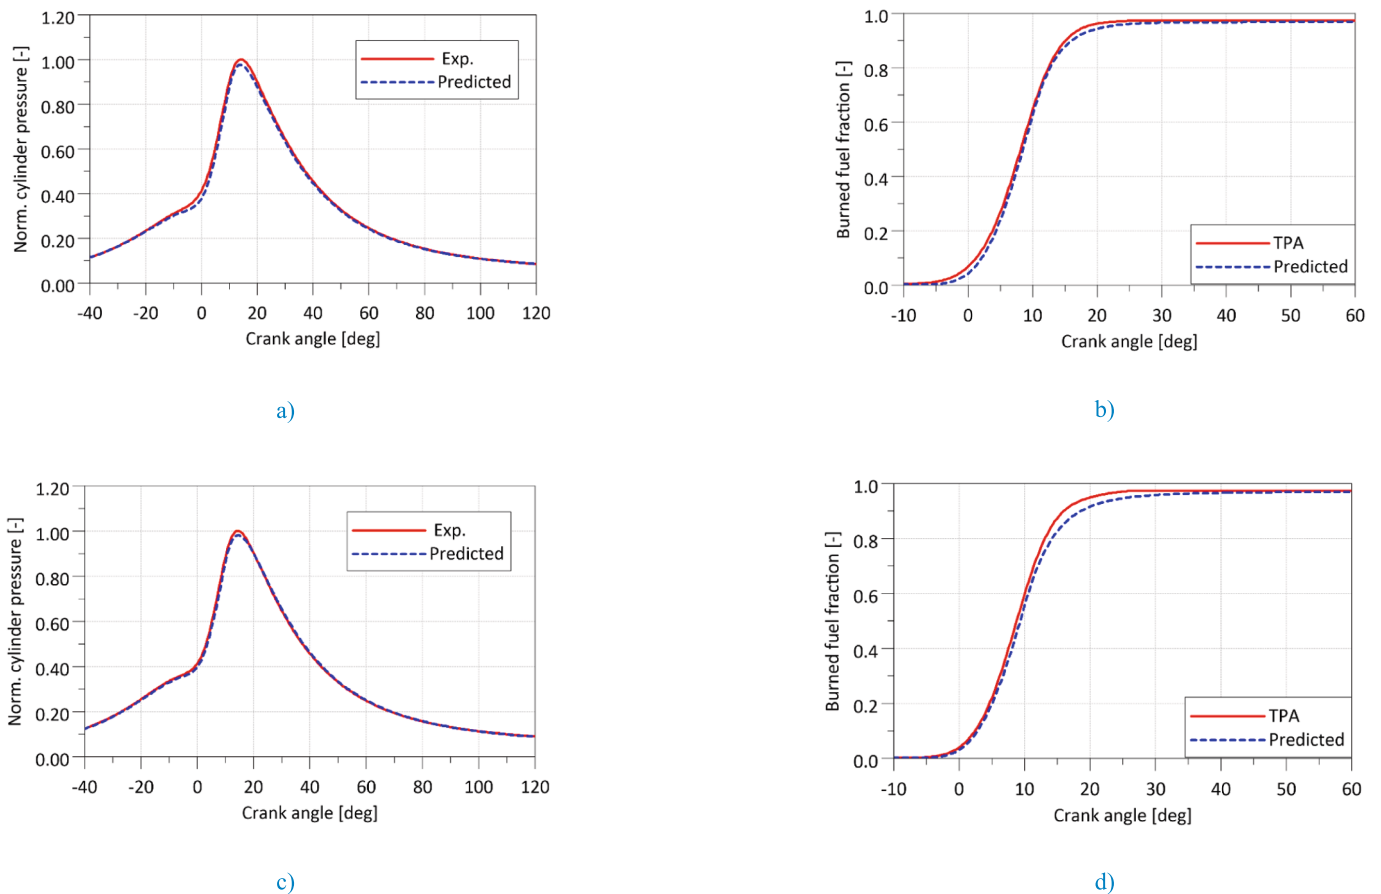 1.20
1.00
0.80
0.60
0.40
0.20
0.00
Norm. cylinder pressure [-]
Exp.
Predicted
-40 -20 0 20 40 60 80 100 120
Crank angle [deg]
a)
1.0
0.8
0.6
0.4
0.2
0.0
Burned fuel fraction [-]
TPA
Predicted
-10 0 10 20 30 40 50 60
Crank angle [deg]
b)
1.20
1.00
0.80
0.60
0.40
0.20
0.00
Norm. cylinder pressure [-]
Exp.
Predicted
-40 -20 0 20 40 60 80 100 120
Crank angle [deg]
c)
1.0
0.8
0.6
0.4
0.2
0.0
Burned fuel fraction [-]
TPA
Predicted
-10 0 10 20 30 40 50 60
Crank angle [deg]
d)